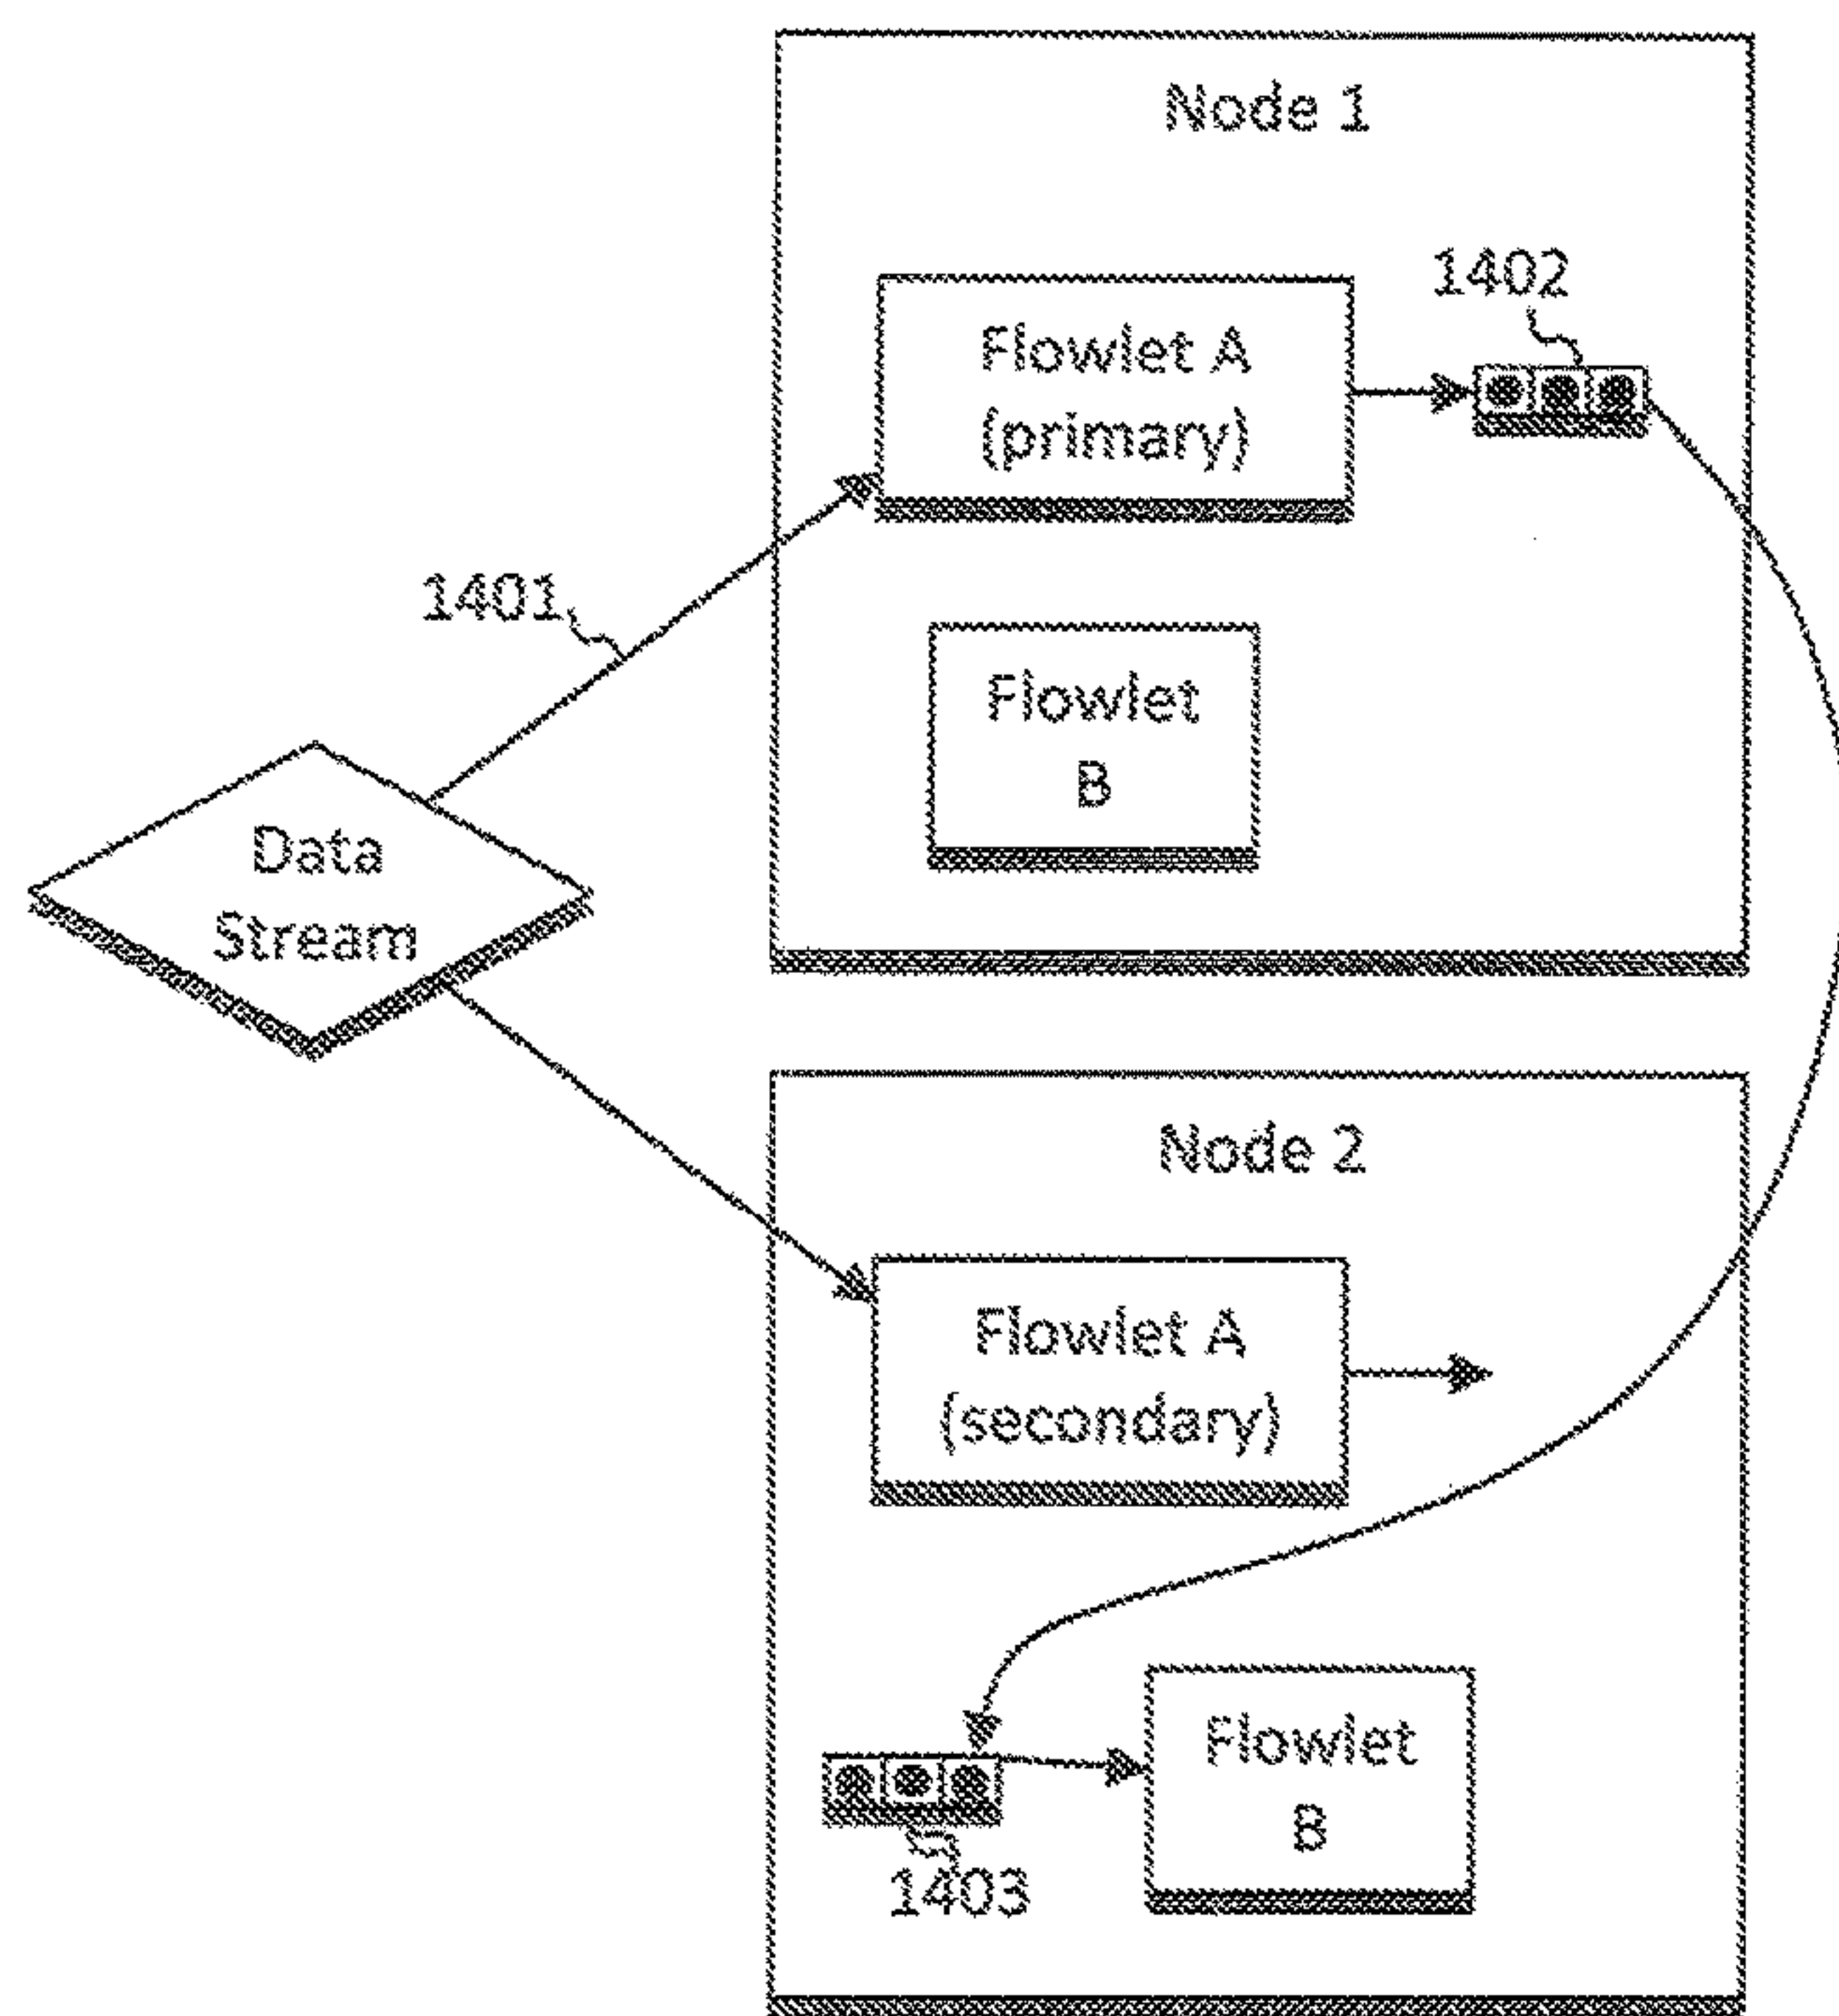 Node 1
1402
Flowlet A
(primary)
1401
Flowlet
B
Data
Stream
Node 2
Flowlet A
(secondary)
Flowlet
B
1403